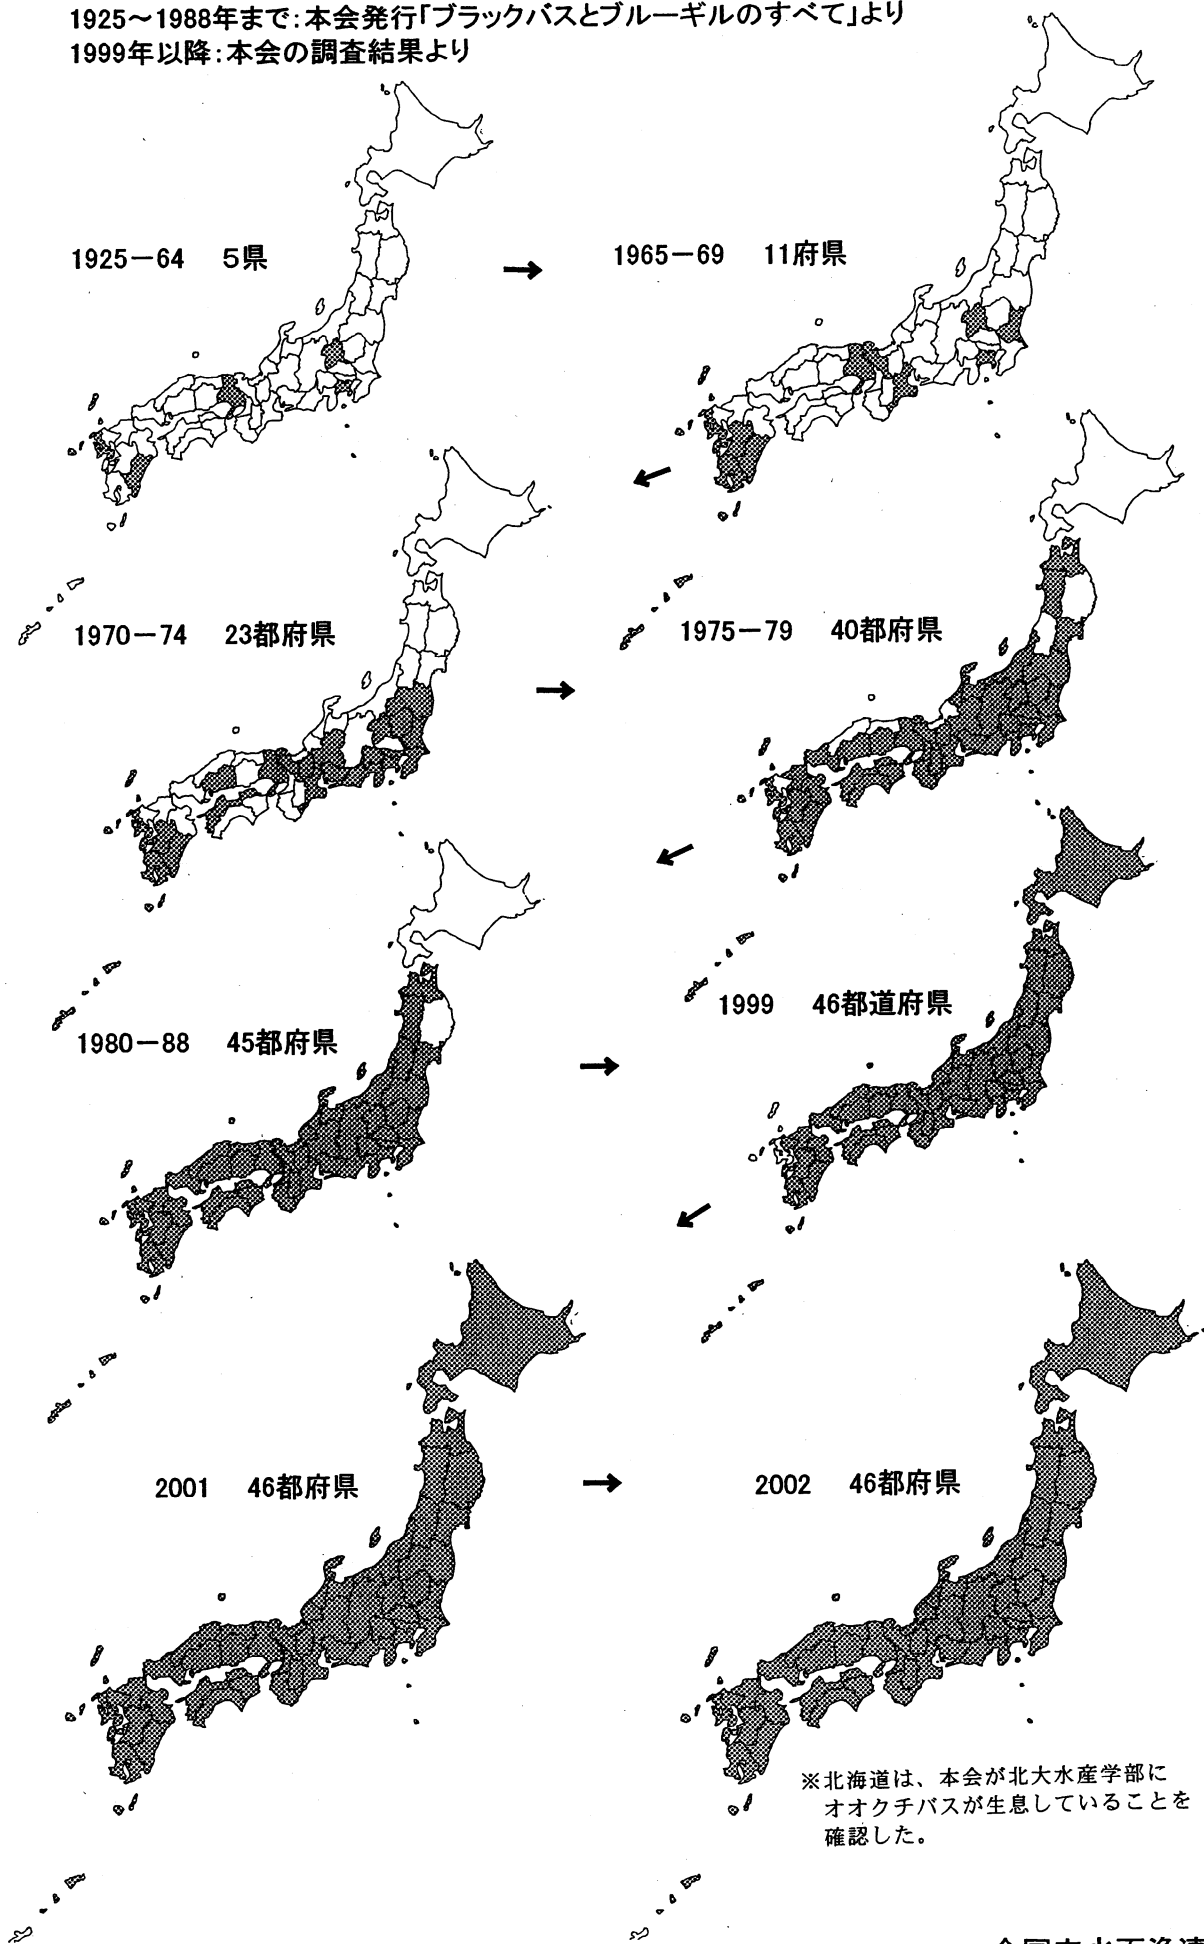 1925～1988年まで：本会発行「ブラックバスとブルーギルのすべて」より
1999年以降：本会の調査結果より
1925－64　5県
1965－69　11府県
1970－74　23都府県
1975－79　40都府県
1980－88　45都府県
1999　46都道府県
2001　46都府県
2002　46都府県
※北海道は、本会が北大水産学部に
オオクチバスが生息していることを
確認した。